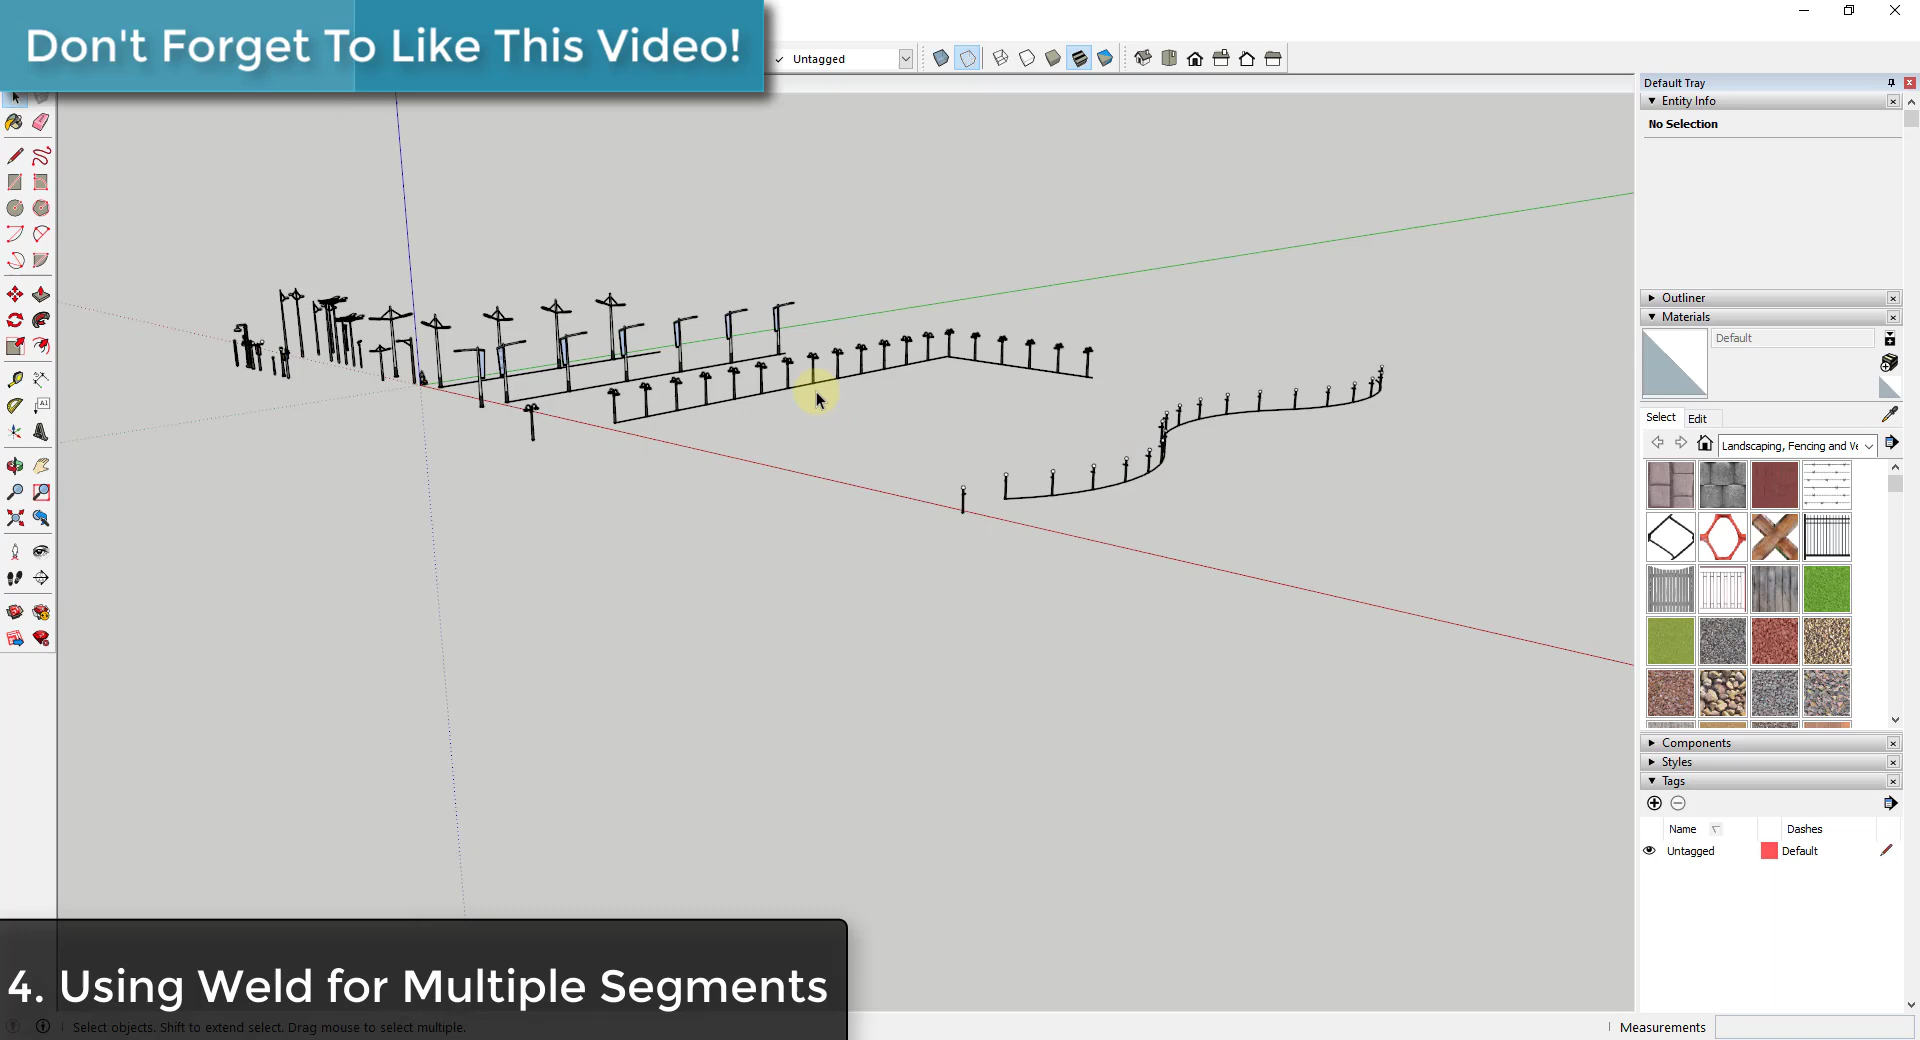 Don't Forget To Like This Video!
Untagged
Default Tray
Entity Info
No Selection
Outliner
Materials
Default
Select
Edit
Landscaping, Fencing and Ve
Components
Styles
Tags
Name
Dashes
Untagged
Default
4. Using Weld for Multiple Segments
Select objects. Shift to extend select. Drag mouse to select multiple.
Measurements